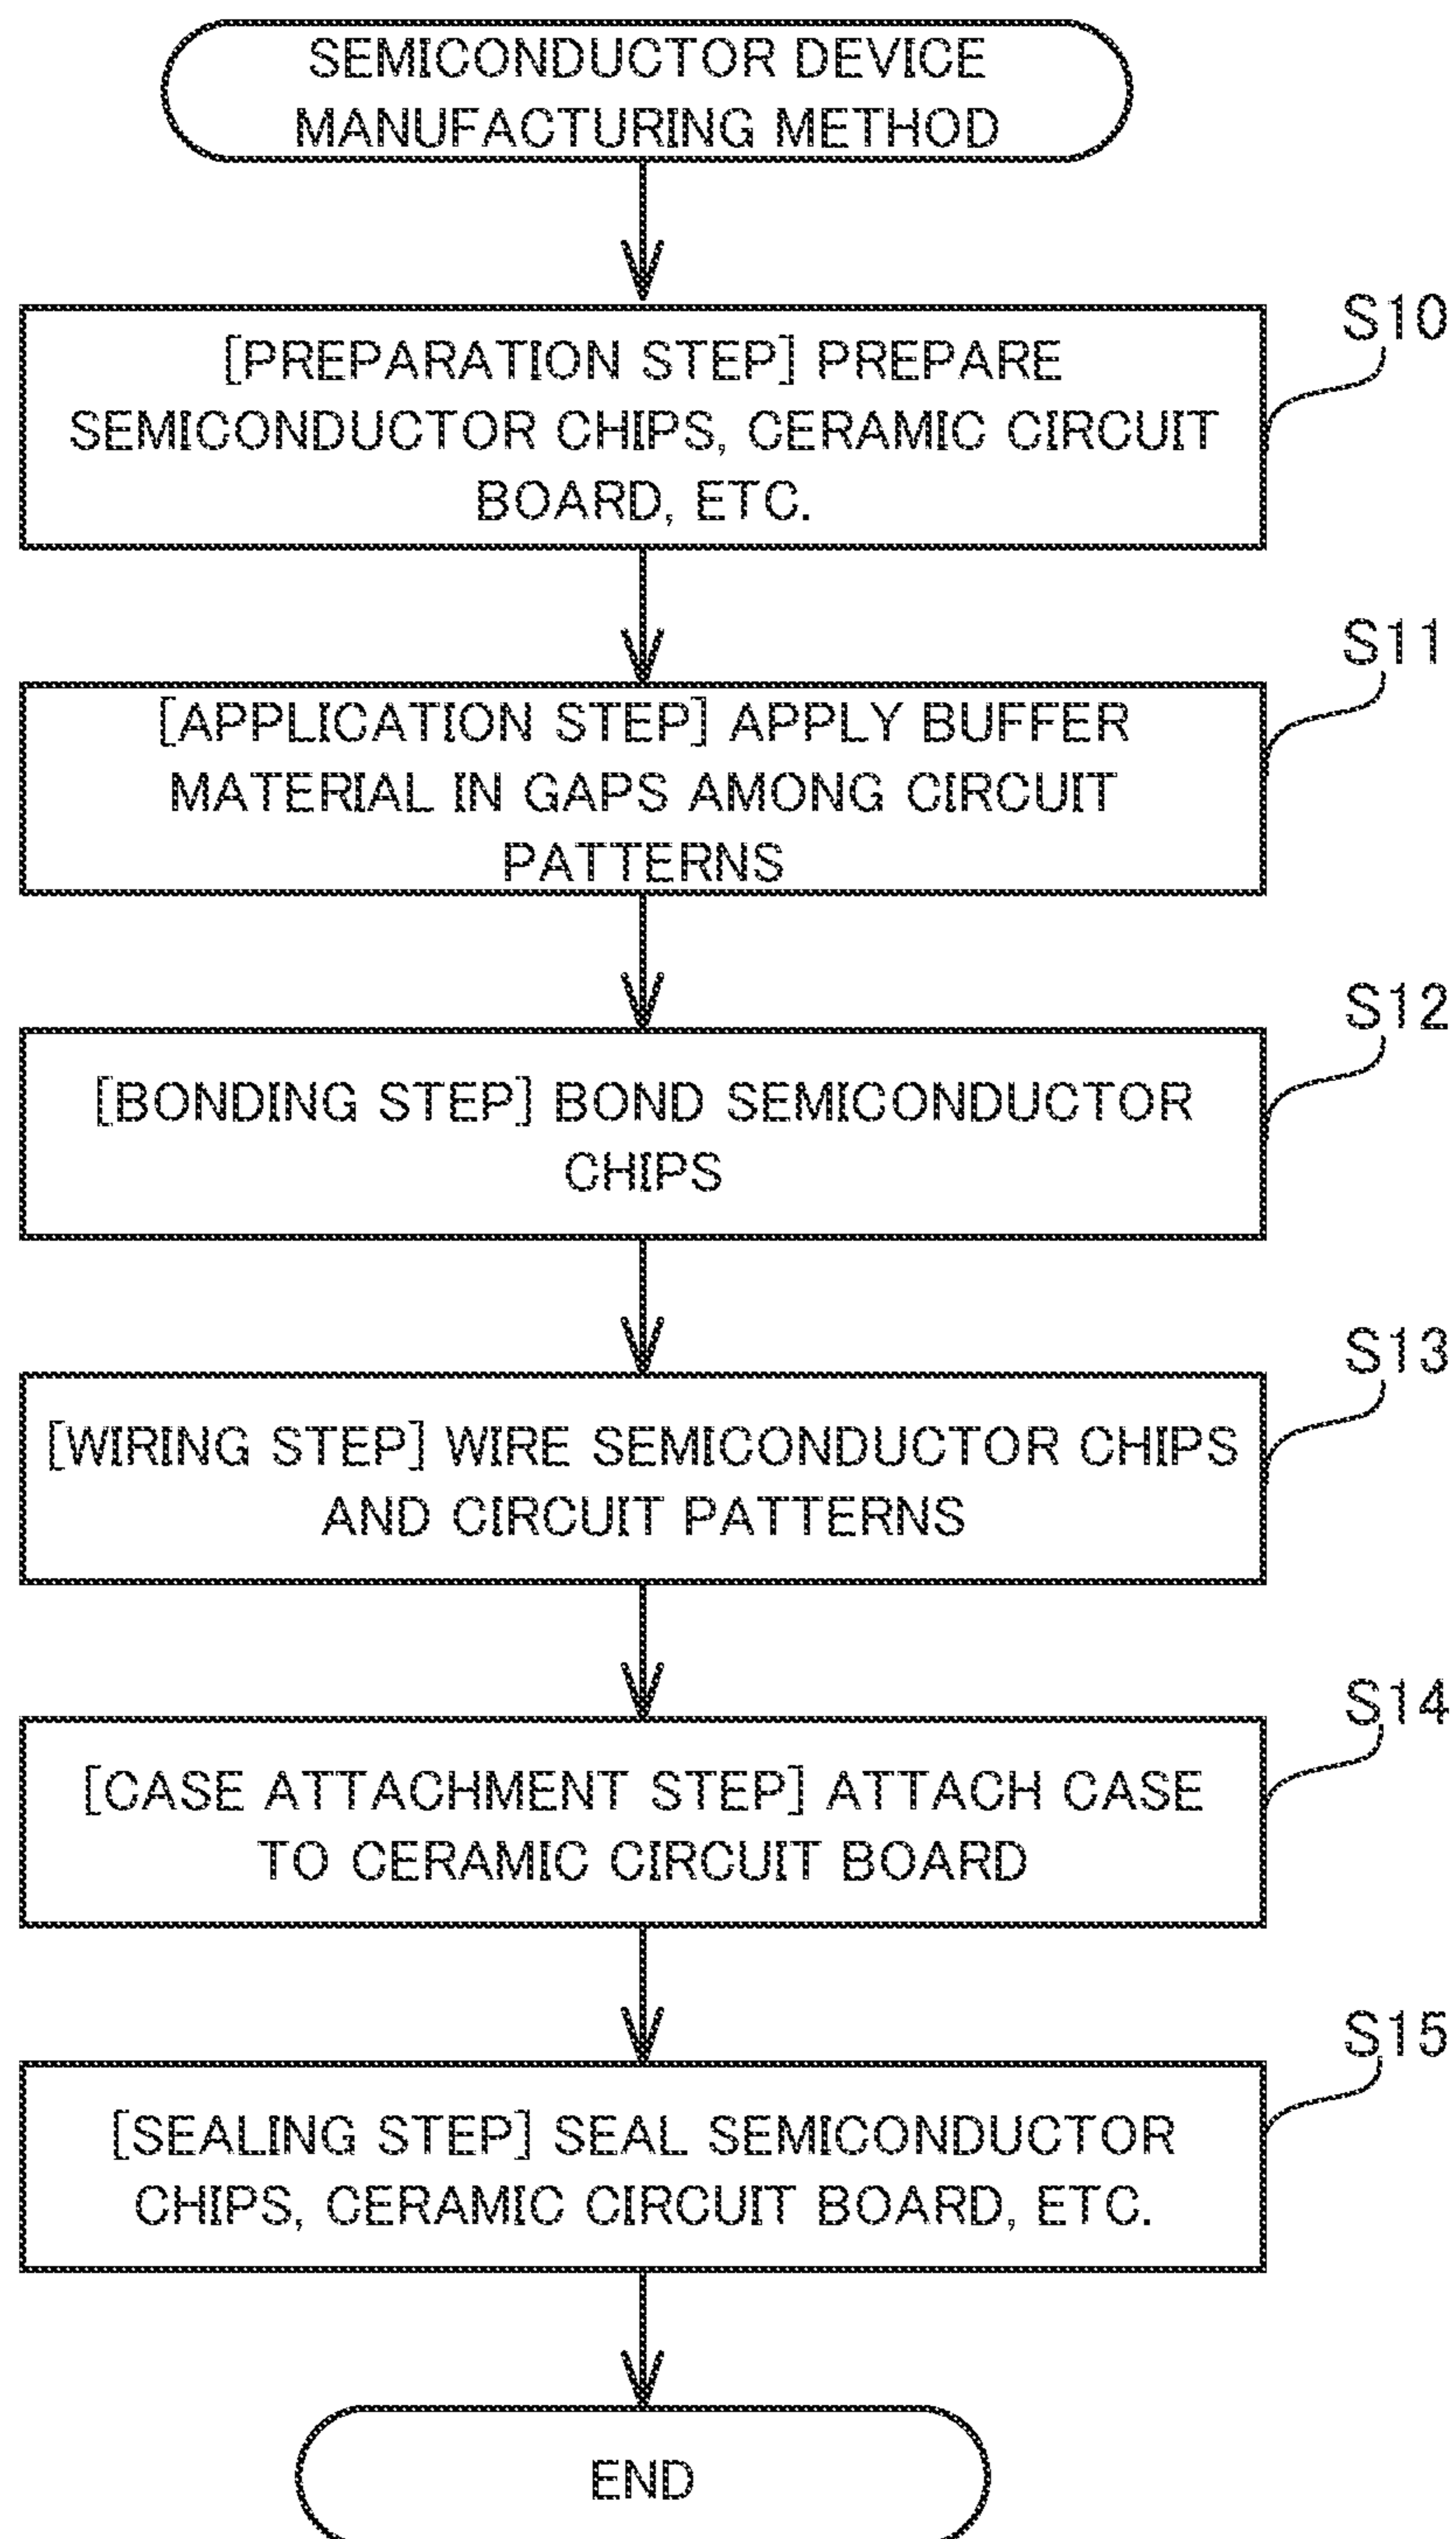 SEMICONDUCTOR DEVICE
MANUFACTURING METHOD
S10
[PREPARATION STEP] PREPARE
SEMICONDUCTOR CHIPS, CERAMIC CIRCUIT
BOARD, ETC.
S11
[APPLICATION STEP] APPLY BUFFER
MATERIAL IN GAPS AMONG CIRCUIT
PATTERNS
S12
[BONDING STEP] BOND SEMICONDUCTOR
CHIPS
S13
[WIRING STEP] WIRE SEMICONDUCTOR CHIPS
AND CIRCUIT PATTERNS
S14
[CASE ATTACHMENT STEP] ATTACH CASE
TO CERAMIC CIRCUIT BOARD
S15
[SEALING STEP] SEAL SEMICONDUCTOR
CHIPS, CERAMIC CIRCUIT BOARD, ETC.
END